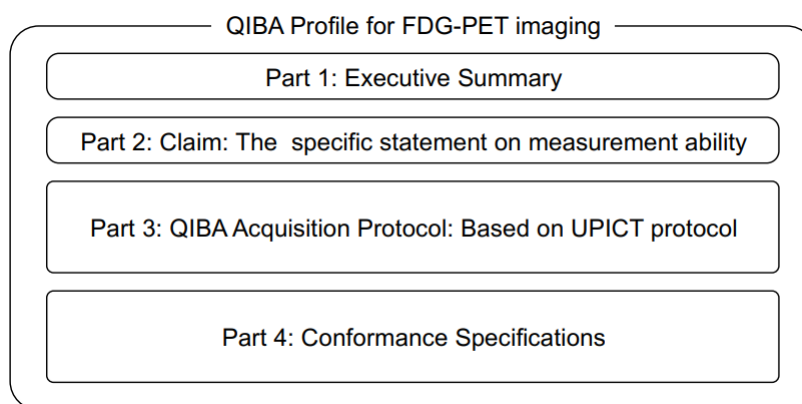 QIBA Profile for FDG-PET imaging
Part 1: Executive Summary
Part 2: Claim: The specific statement on measurement ability
Part 3: QIBA Acquisition Protocol: Based on UPICT protocol
Part 4: Conformance Specifications